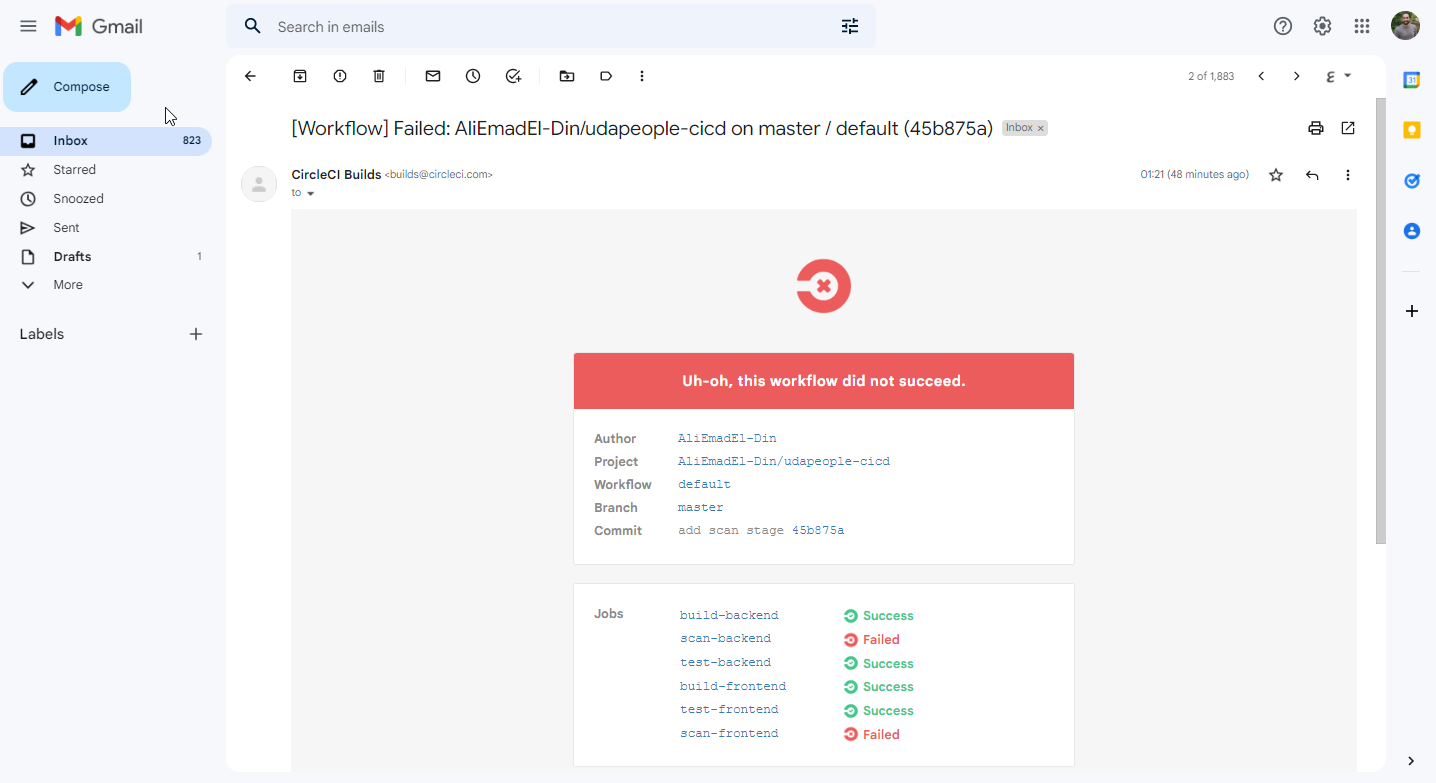 Gmail
Search in emails
Compose
2 of 1,883
Inbox 823
Starred
Snoozed
Sent
Drafts 1
More
Labels
[Workflow] Failed: AliEmadEl-Din/udapeople-cicd on master / default (45b875a) Inbox ×
CircleCI Builds <builds@circleci.com> 01:21 (48 minutes ago)
to
Uh-oh, this workflow did not succeed.
Author AliEmadEl-Din
Project AliEmadEl-Din/udapeople-cicd
Workflow default
Branch master
Commit add scan stage 45b875a
Jobs build-backend Success
scan-backend Failed
test-backend Success
build-frontend Success
test-frontend Success
scan-frontend Failed
31